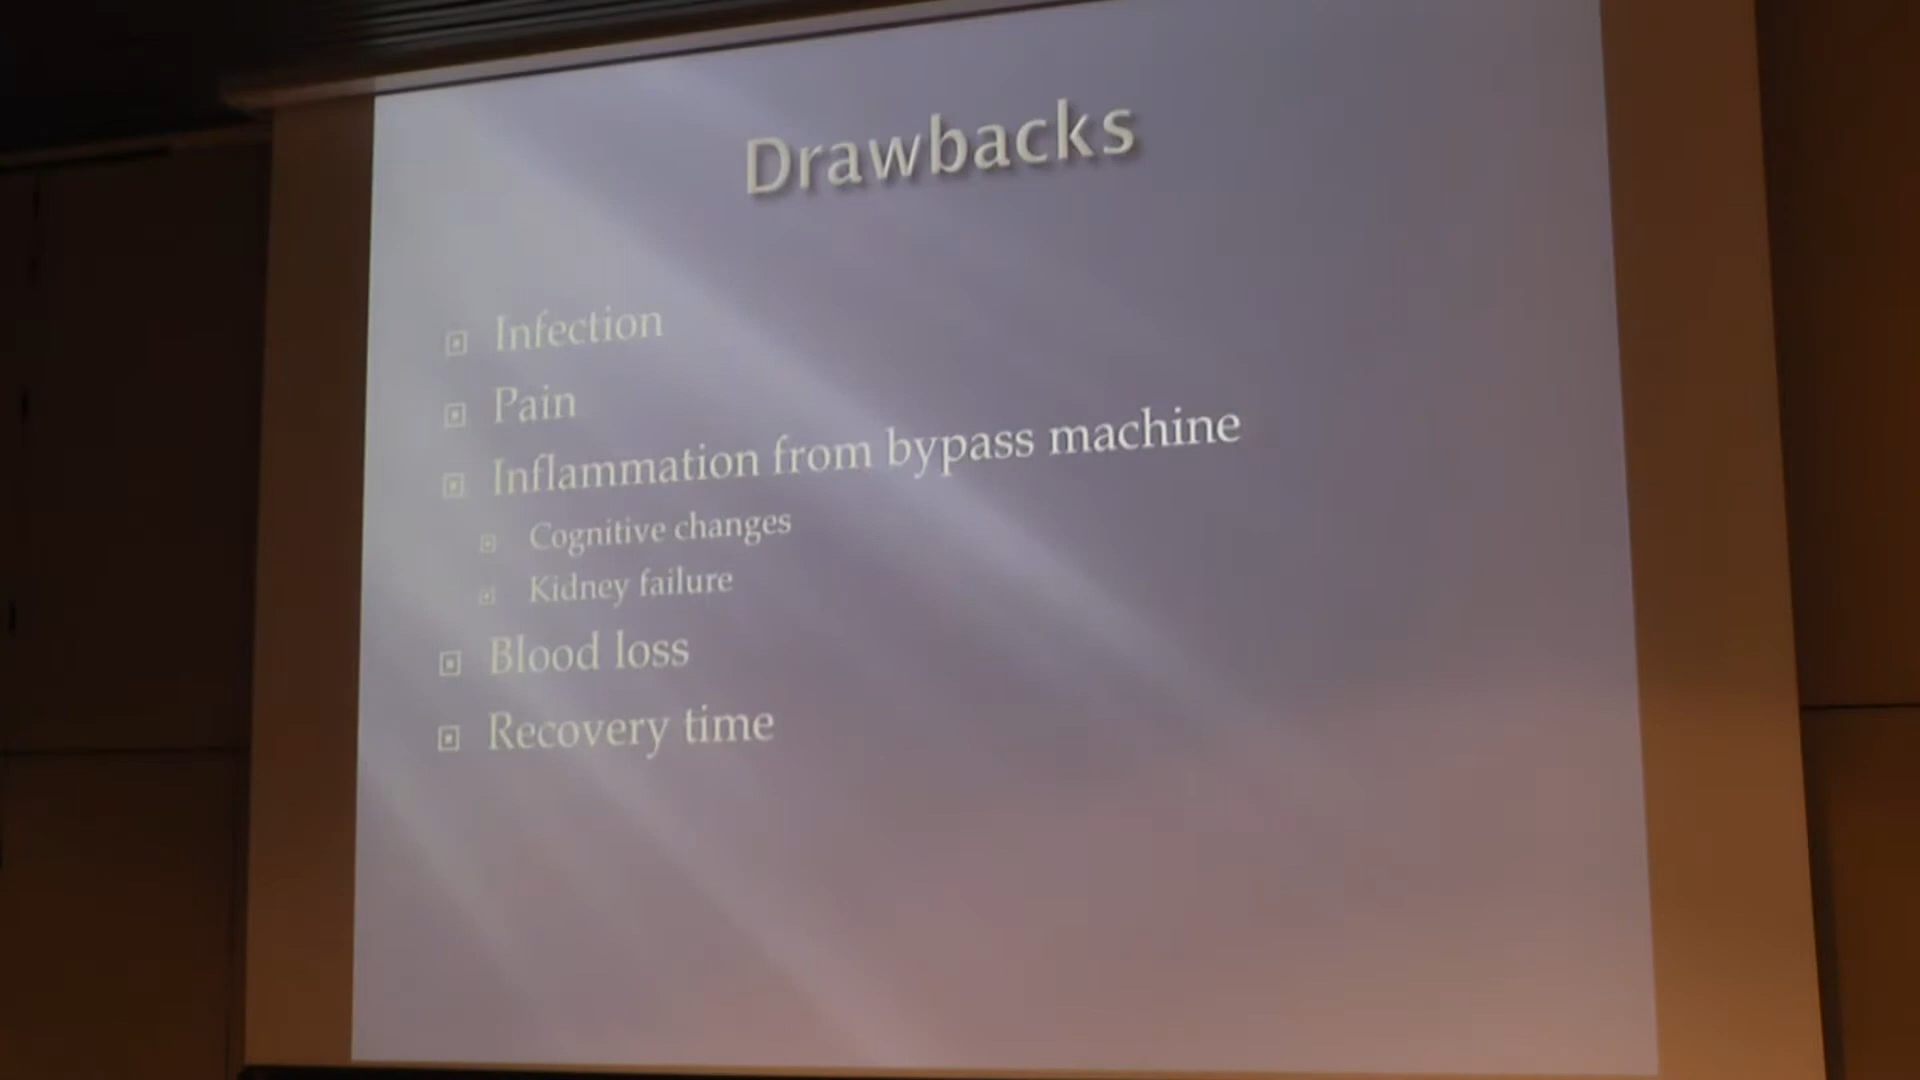 Drawbacks
Infection
Pain
Inflammation from bypass machine
Cognitive changes
Kidney failure
Blood loss
Recovery time